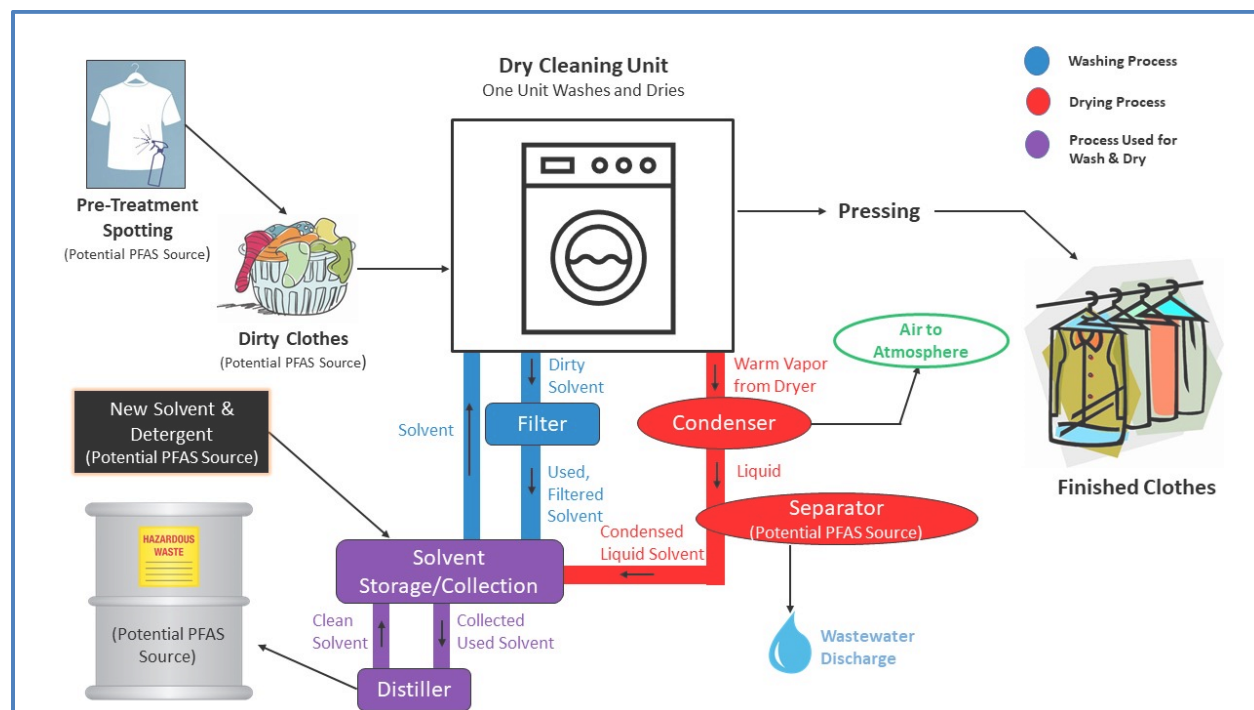 Dry Cleaning Unit
One Unit Washes and Dries
Washing Process
Drying Process
Process Used for
Wash & Dry
Pre-Treatment
Spotting
(Potential PFAS Source)
Dirty Clothes
(Potential PFAS Source)
Pressing
Finished Clothes
Air to
Atmosphere
New Solvent &
Detergent
(Potential PFAS Source)
Solvent
Dirty
Solvent
Filter
Used,
Filtered
Solvent
Warm Vapor
from Dryer
Condenser
Liquid
Separator
(Potential PFAS Source)
Condensed
Liquid Solvent
Solvent
Storage/Collection
Clean
Solvent
Collected
Used Solvent
Distiller
HAZARDOUS
WASTE
(Potential PFAS
Source)
Wastewater
Discharge